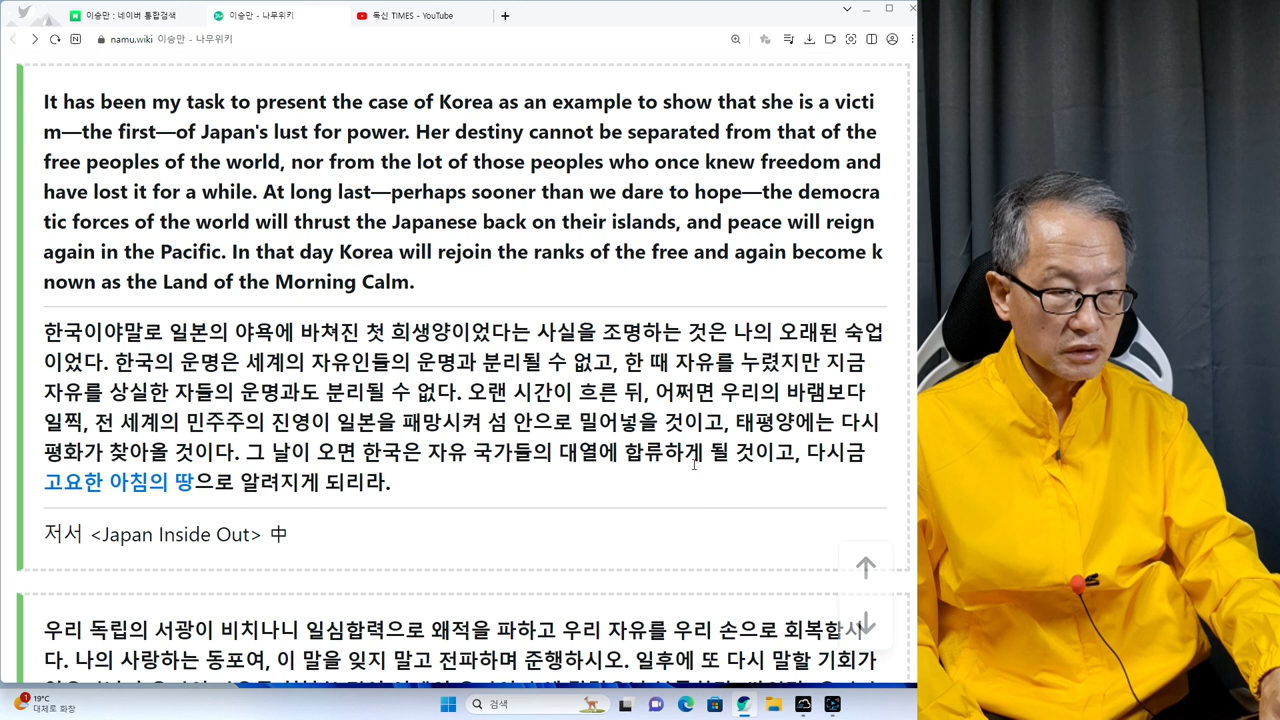 이승만 : 네이버 통합검색
이승만 - 나무위키
독신 TIMES - YouTube
namu.wiki 이승만 - 나무위키
It has been my task to present the case of Korea as an example to show that she is a victi
m—the first—of Japan's lust for power. Her destiny cannot be separated from that of the
free peoples of the world, nor from the lot of those peoples who once knew freedom and
have lost it for a while. At long last—perhaps sooner than we dare to hope—the democra
tic forces of the world will thrust the Japanese back on their islands, and peace will reign
again in the Pacific. In that day Korea will rejoin the ranks of the free and again become k
nown as the Land of the Morning Calm.
한국이야말로 일본의 야욕에 바쳐진 첫 희생양이었다는 사실을 조명하는 것은 나의 오래된 숙업
이었다. 한국의 운명은 세계의 자유인들의 운명과 분리될 수 없고, 한 때 자유를 누렸지만 지금
자유를 상실한 자들의 운명과도 분리될 수 없다. 오랜 시간이 흐른 뒤, 어쩌면 우리의 바램보다
일찍, 전 세계의 민주주의 진영이 일본을 패망시켜 섬 안으로 밀어넣을 것이고, 태평양에는 다시
평화가 찾아올 것이다. 그 날이 오면 한국은 자유 국가들의 대열에 합류하게 될 것이고, 다시금
고요한 아침의 땅으로 알려지게 되리라.
저서 <Japan Inside Out> 中
우리 독립의 서광이 비치나니 일심합력으로 왜적을 파하고 우리 자유를 우리 손으로 회복합시
다. 나의 사랑하는 동포여, 이 말을 잊지 말고 전파하며 준행하시오. 일후에 또 다시 말할 기회가
1
19°C
대체로 화창
검색